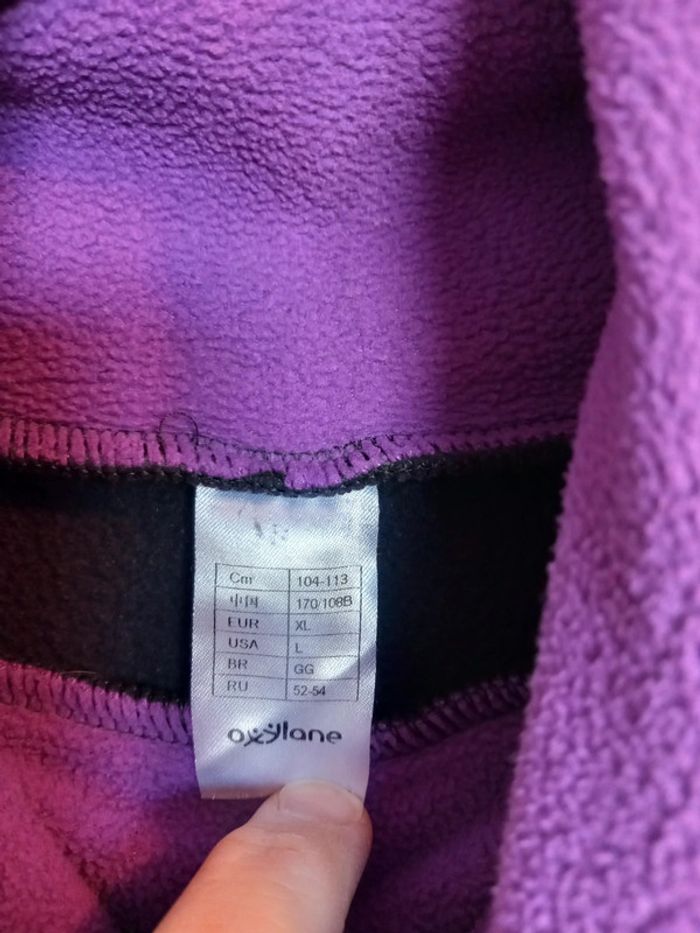 Cm 104-113
中国 170/108B
EUR XL
USA L
BR GG
RU 52-54
oxylane